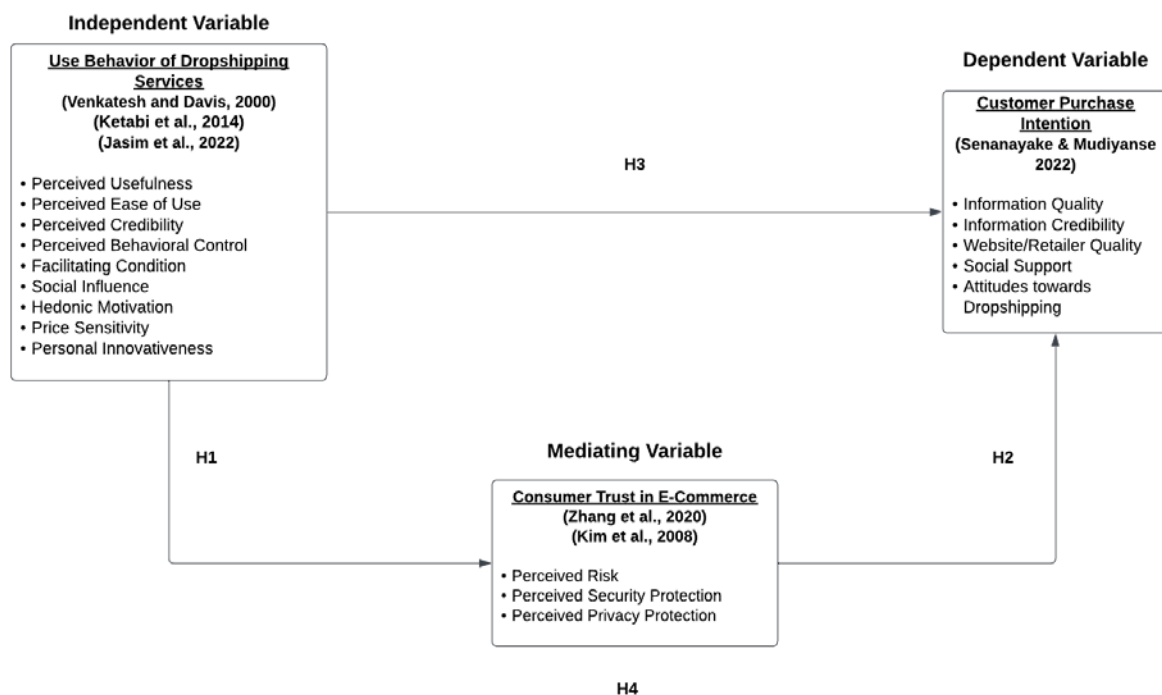 Independent Variable
Use Behavior of Dropshipping
Services
(Venkatesh and Davis, 2000)
(Ketabi et al., 2014)
(Jasim et al., 2022)
• Perceived Usefulness
• Perceived Ease of Use
• Perceived Credibility
• Perceived Behavioral Control
• Facilitating Condition
• Social Influence
• Hedonic Motivation
• Price Sensitivity
• Personal Innovativeness
H3
Dependent Variable
Customer Purchase
Intention
(Senanayake & Mudiyanse
2022)
• Information Quality
• Information Credibility
• Website/Retailer Quality
• Social Support
• Attitudes towards
Dropshipping
H1
Mediating Variable
Consumer Trust in E-Commerce
(Zhang et al., 2020)
(Kim et al., 2008)
• Perceived Risk
• Perceived Security Protection
• Perceived Privacy Protection
H2
H4